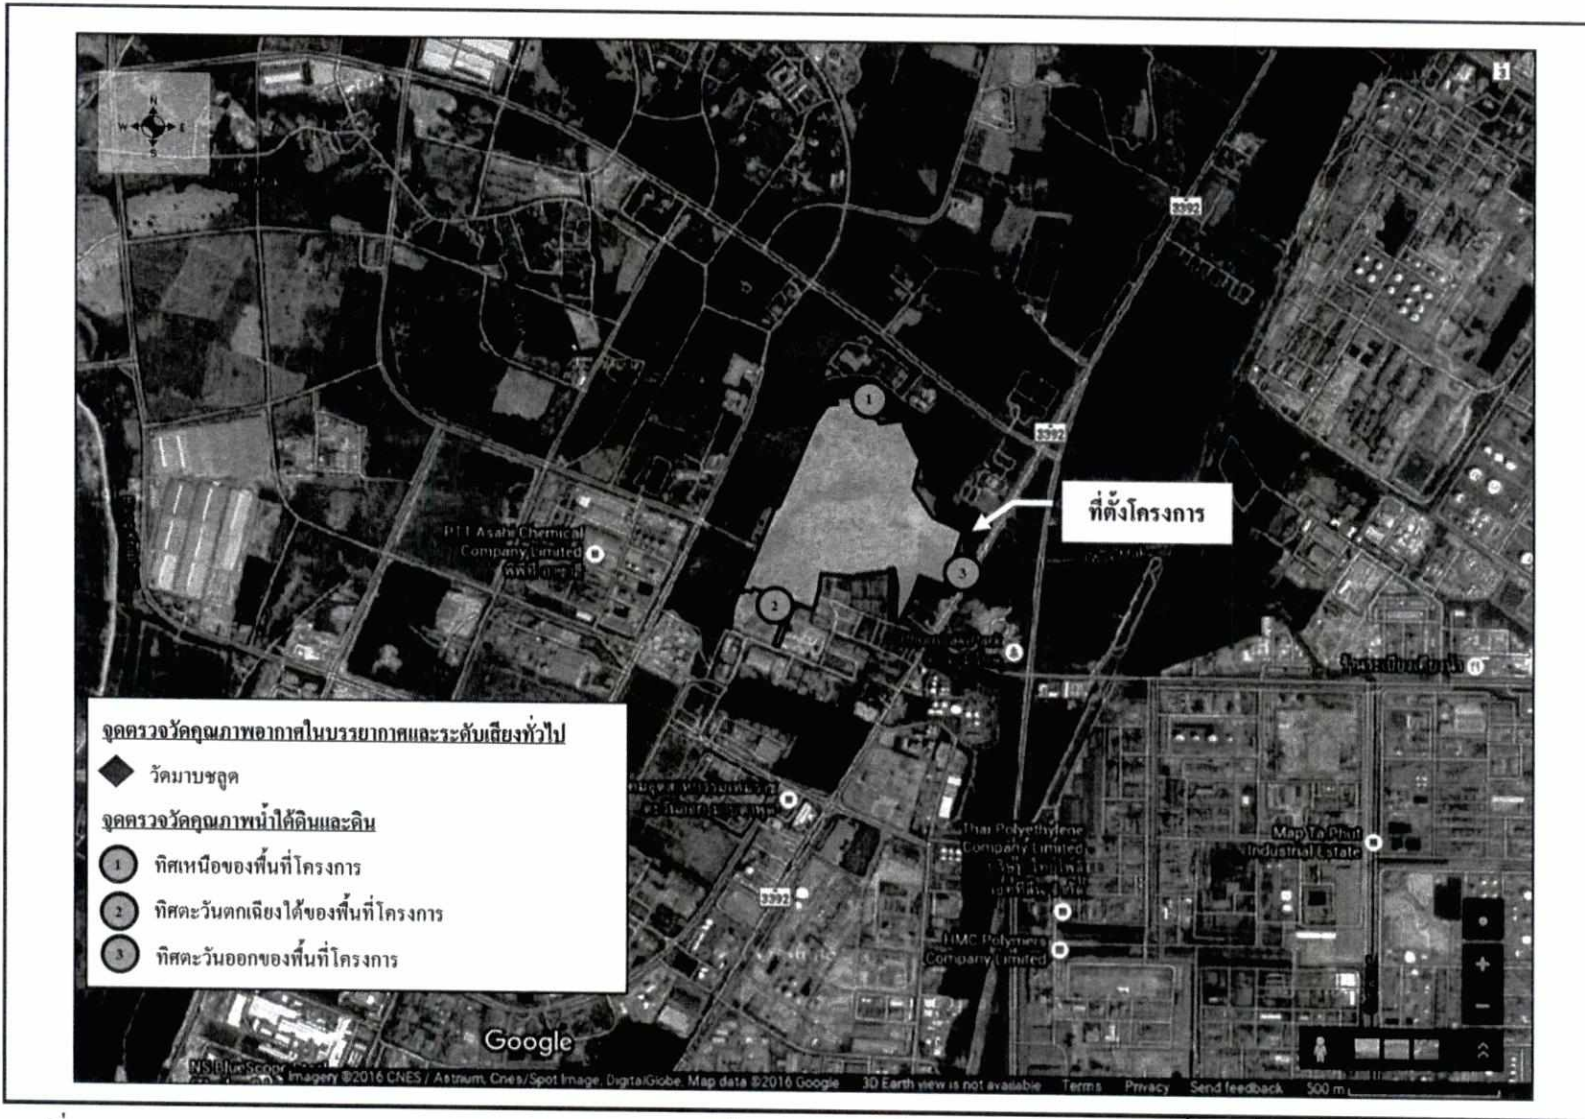 N
W E
S
3392
3392
ที่ตั้งโครงการ
1
PTT Asahi Chemical
Company Limited
3
2
จุดตรวจวัดคุณภาพอากาศในบรรยากาศและระดับเสียงทั่วไป
วัดมาบชลูด
จุดตรวจวัดคุณภาพน้ำใต้ดินและดิน
1 ทิศเหนือของพื้นที่โครงการ
2 ทิศตะวันตกเฉียงใต้ของพื้นที่โครงการ
3 ทิศตะวันออกของพื้นที่โครงการ
Thai Polyethylene
Company Limited
Map Ta Phut
Industrial Estate
3392
HMC Polymers
Company Limited
Google
NS BlueScope
Imagery ©2016 CNES / Astrium, Cnes/Spot Image, DigitalGlobe, Map data ©2016 Google 3D Earth view is not available Terms Privacy Send feedback 500 m